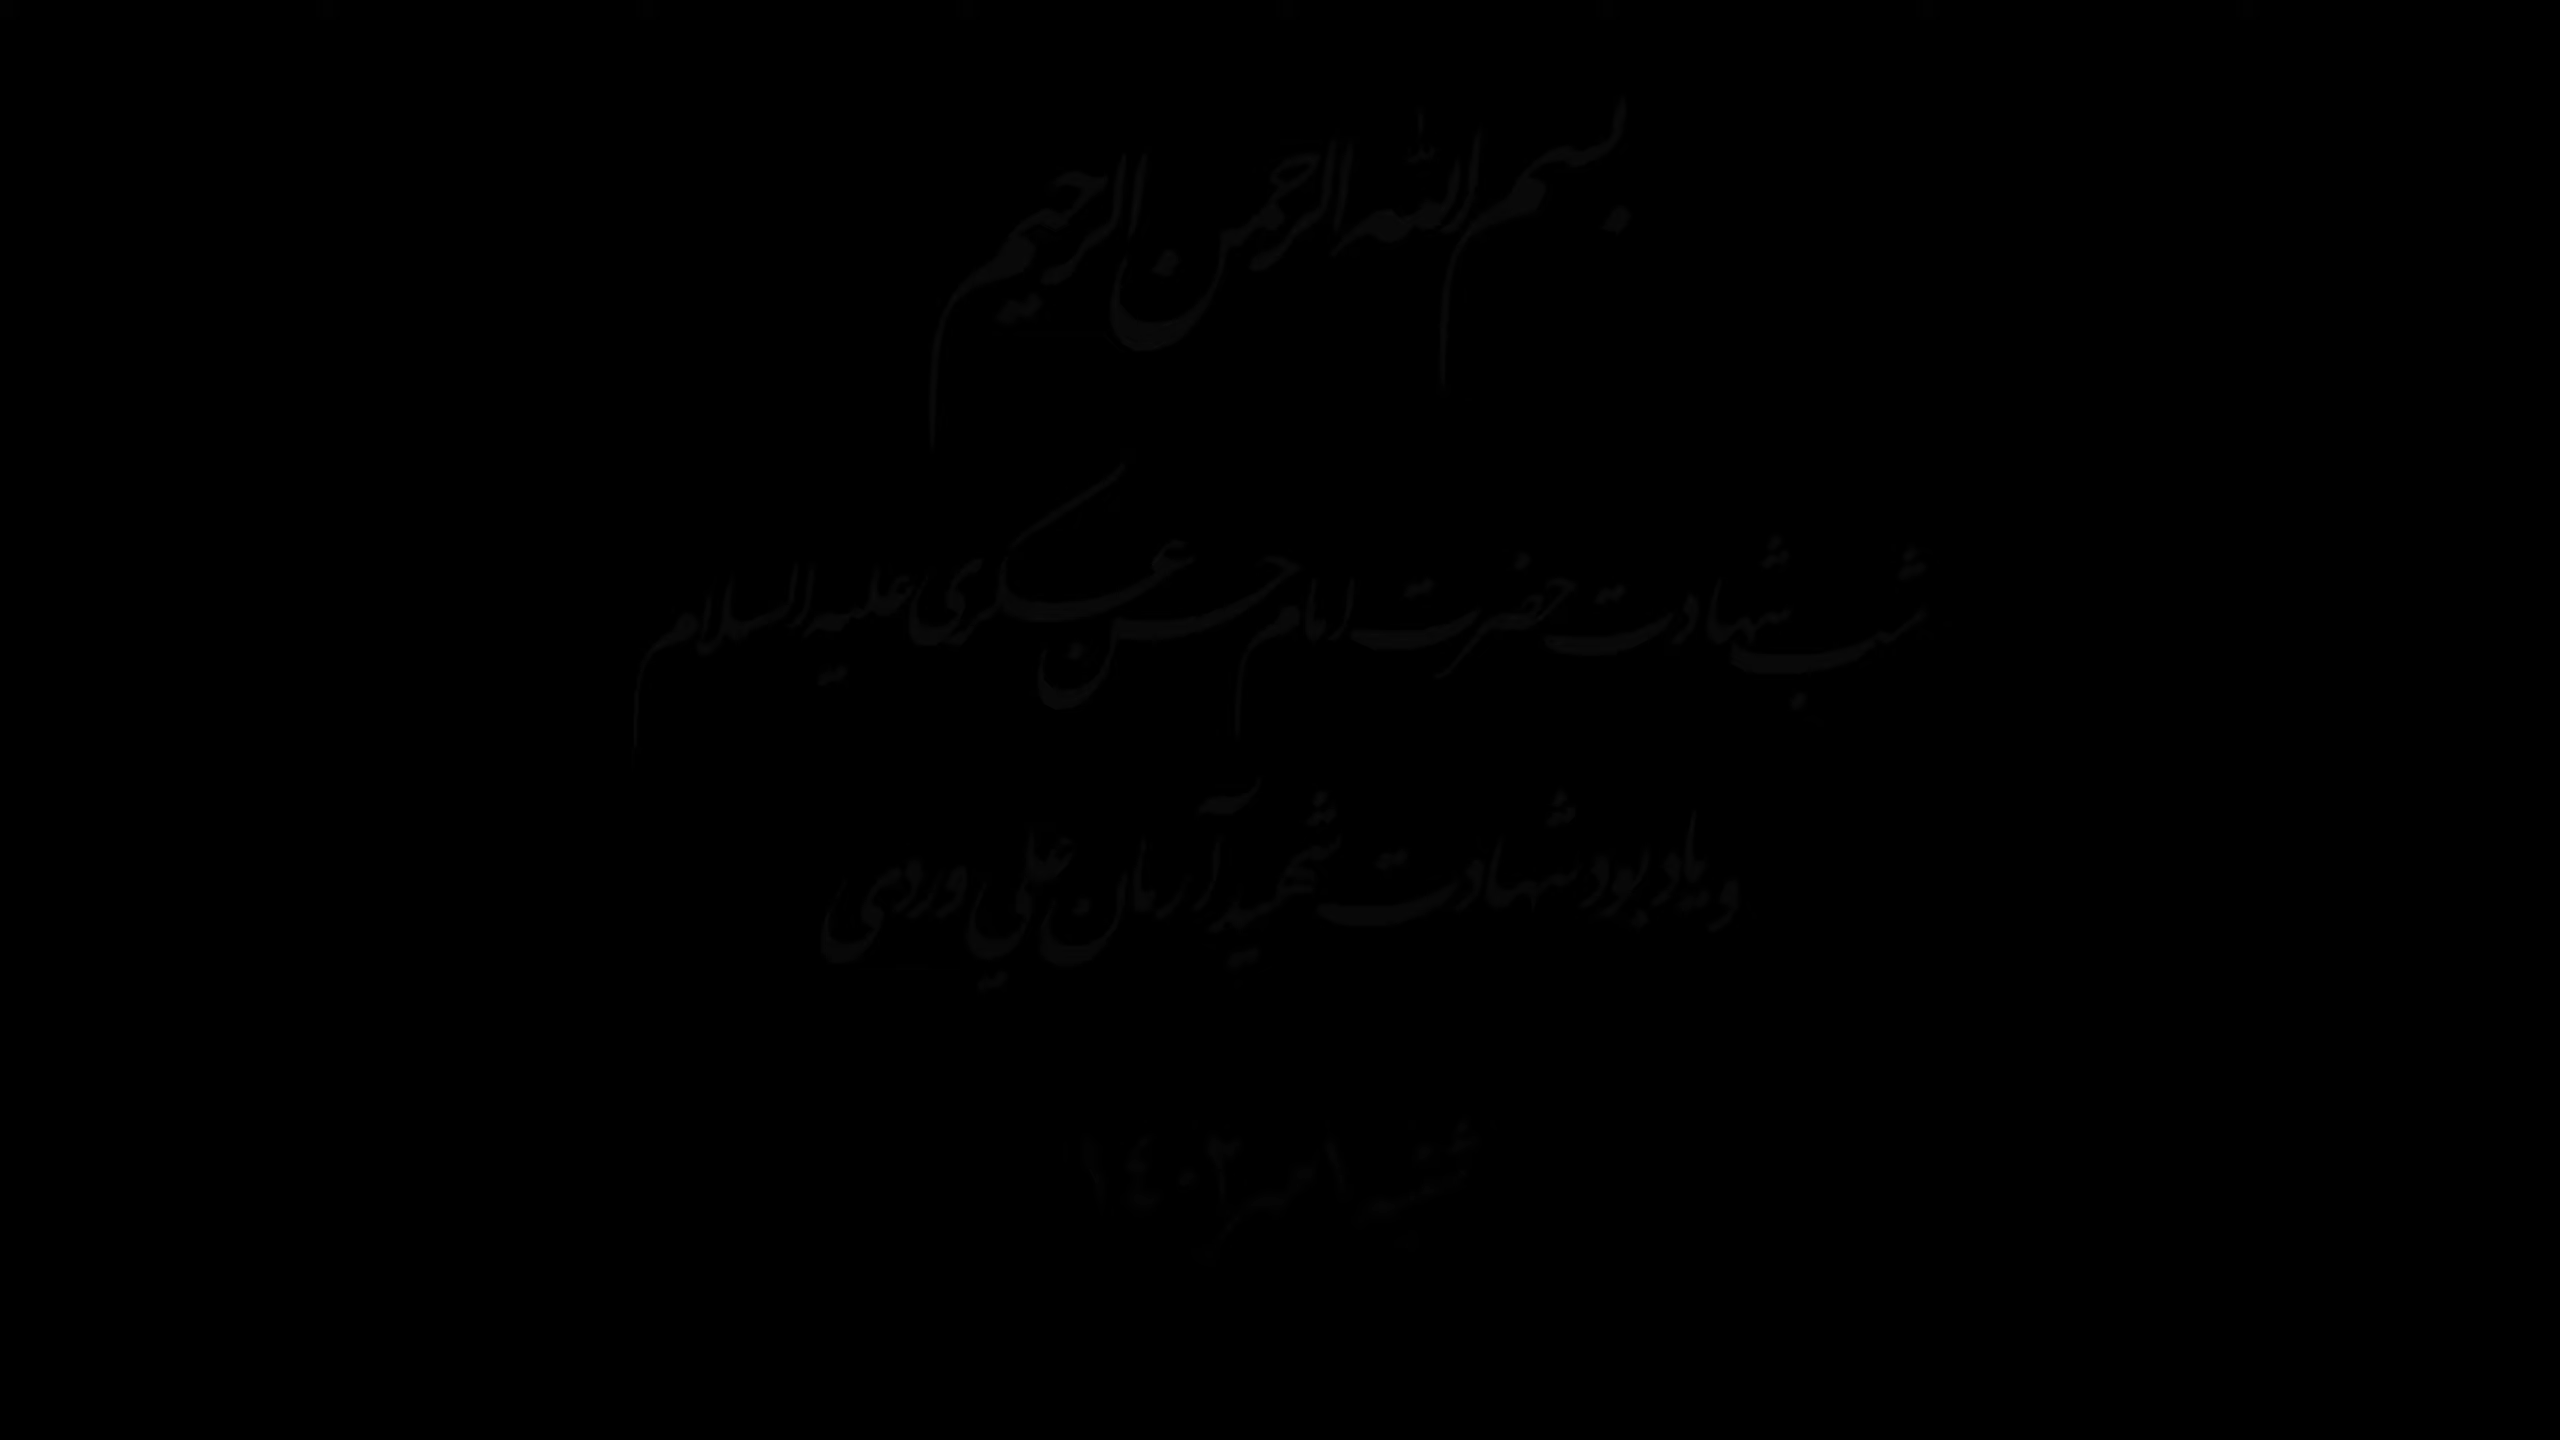 بسم الله الرحمن الرحیم
شب شهادت حضرت امام حسن عسکری علیه السلام
و یادبود شهادت شهید آرمان علی وردی
شنبه ۱ مهر ۱۴۰۲